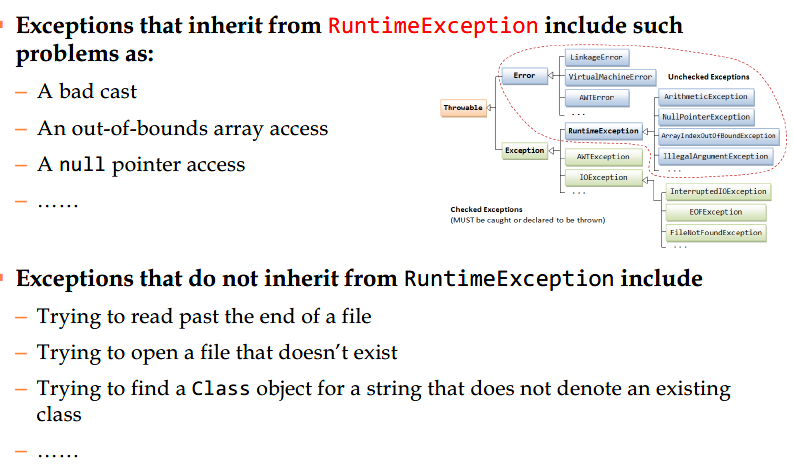 Exceptions that inherit from RuntimeException include such
problems as:
– A bad cast
– An out-of-bounds array access
– A null pointer access
– ……
Throwable
Error
LinkageError
VirtualMachineError
AWTError
...
Unchecked Exceptions
Exception
RuntimeException
ArithmeticException
NullPointerException
ArrayIndexOutOfBoundException
IllegalArgumentException
...
AWTException
IOException
...
InterruptedIOException
EOFException
FileNotFoundException
...
Checked Exceptions
(MUST be caught or declared to be thrown)
Exceptions that do not inherit from RuntimeException include
– Trying to read past the end of a file
– Trying to open a file that doesn’t exist
– Trying to find a Class object for a string that does not denote an existing
class
– ……